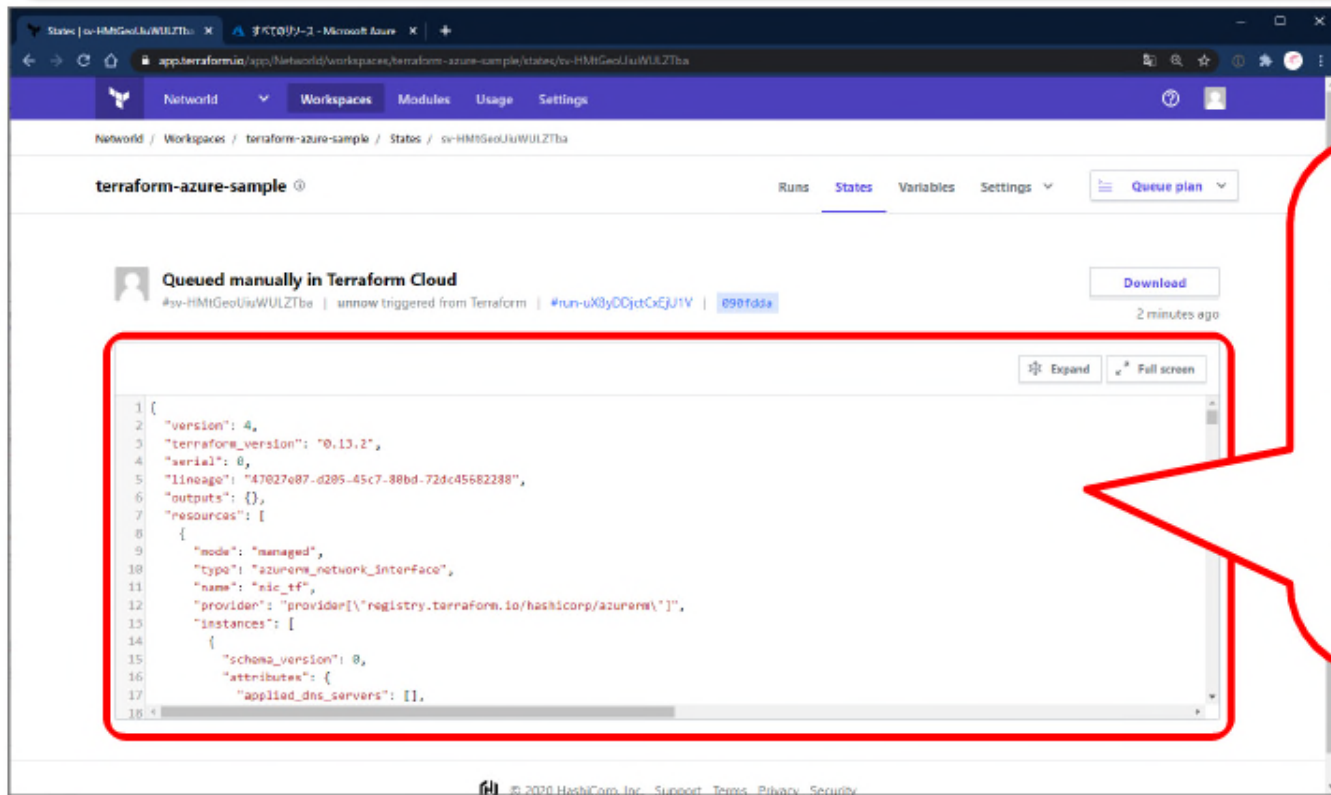 States | sv-HMtGeoUiuWULZTba
すべてのリソース - Microsoft Azure
app.terraform.io/app/Networld/workspaces/terraform-azure-sample/states/sv-HMtGeoUiuWULZTba
Networld Workspaces Modules Usage Settings
Networld / Workspaces / terraform-azure-sample / States / sv-HMtGeoUiuWULZTba
terraform-azure-sample
Runs States Variables Settings Queue plan
Queued manually in Terraform Cloud
Download
#sv-HMtGeoUiuWULZTba | unnow triggered from Terraform | #run-uX8yDDjctCxEjU1V | 090fdda
2 minutes ago
Expand Full screen
1 {
2 "version": 4,
3 "terraform_version": "0.13.2",
4 "serial": 0,
5 "lineage": "47027e07-d205-45c7-80bd-72dc45682288",
6 "outputs": {},
7 "resources": [
8 {
9 "mode": "managed",
10 "type": "azurerm_network_interface",
11 "name": "nic_tf",
12 "provider": "provider[\"registry.terraform.io/hashicorp/azurerm\"]",
13 "instances": [
14 {
15 "schema_version": 0,
16 "attributes": {
17 "applied_dns_servers": [],
18
© 2020 HashiCorp, Inc. Support Terms Privacy Security